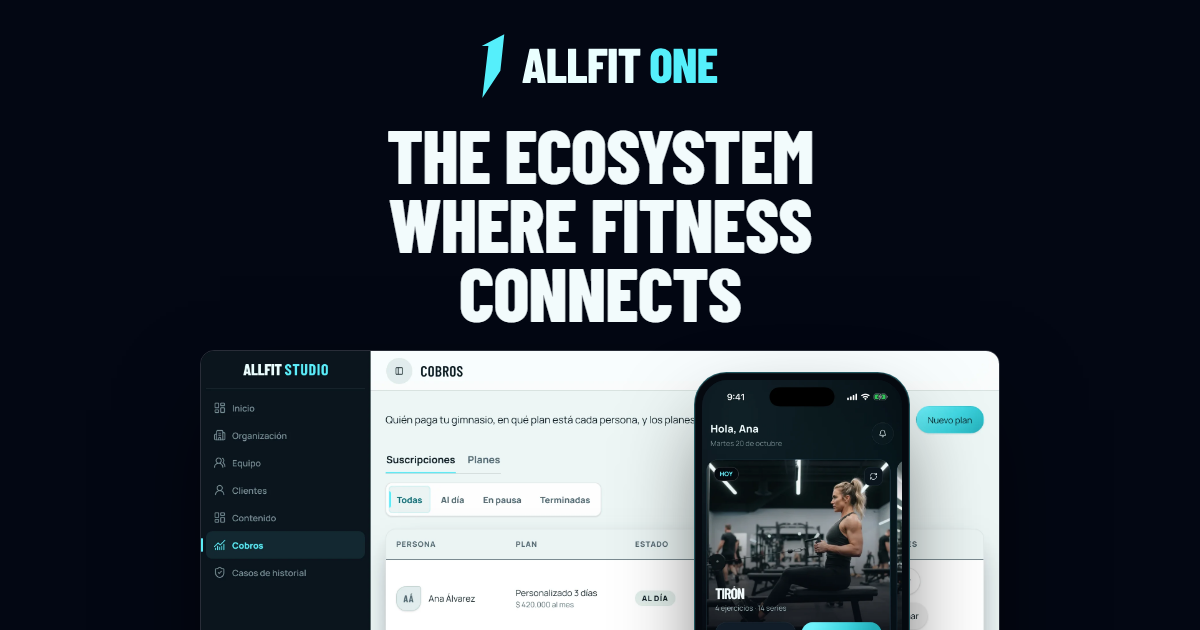 ALLFIT ONE
THE ECOSYSTEM
WHERE FITNESS
CONNECTS
ALLFIT STUDIO
Inicio
Organización
Equipo
Clientes
Contenido
Cobros
Casos de historial
COBROS
Quién paga tu gimnasio, en qué plan está cada persona, y los planes
Nuevo plan
Suscripciones Planes
Todas Al día En pausa Terminadas
PERSONA PLAN ESTADO
AÁ Ana Álvarez
Personalizado 3 días
$ 420.000 al mes
AL DÍA
9:41
Hola, Ana
Martes 20 de octubre
HOY
TIRÓN
4 ejercicios · 14 series